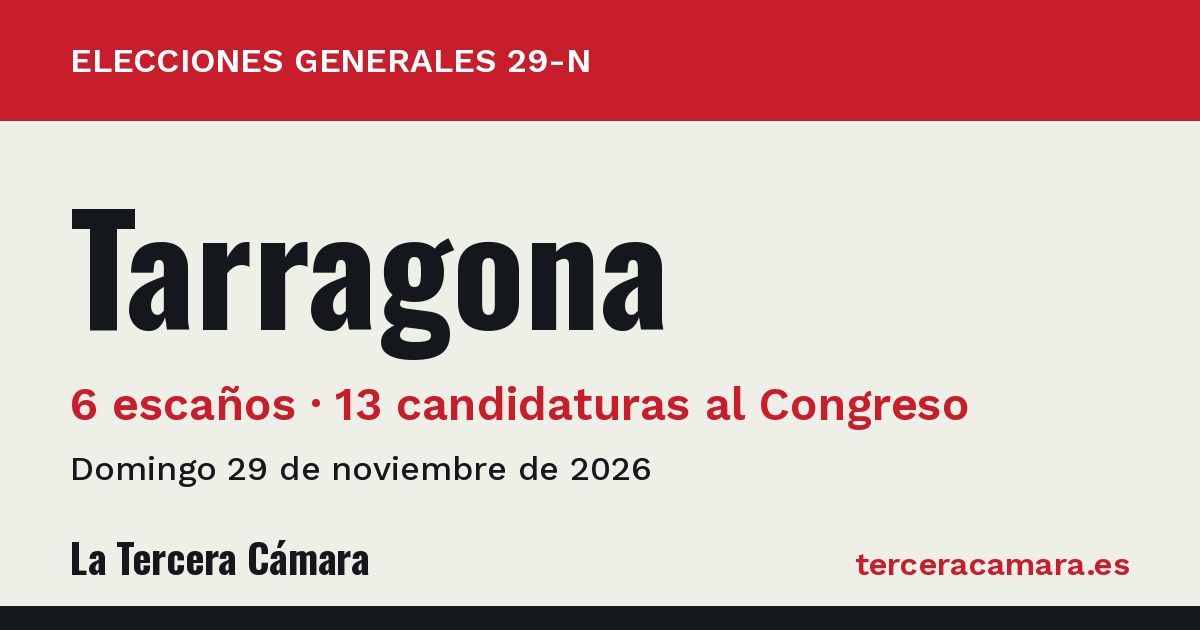 ELECCIONES GENERALES 29-N
Tarragona
6 escaños · 13 candidaturas al Congreso
Domingo 29 de noviembre de 2026
La Tercera Cámara
terceracamara.es